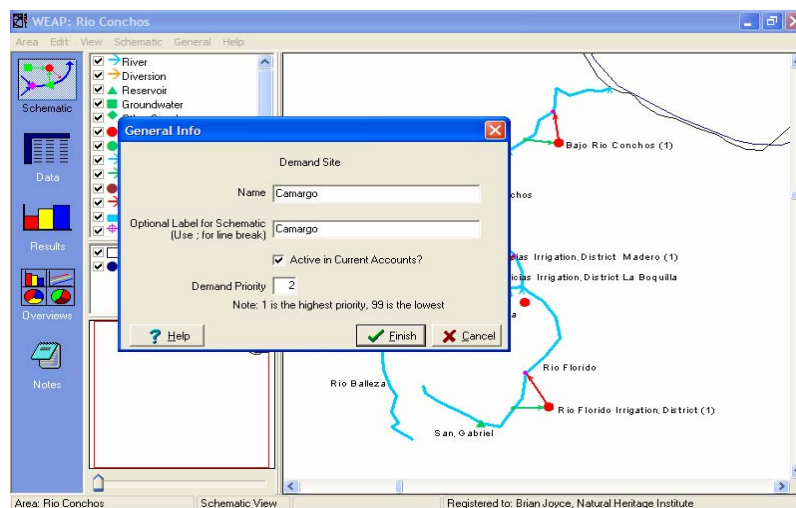 WEAP: Rio Conchos
Area Edit View Schematic General Help
Schematic
Data
Results
Overviews
Notes
River
Diversion
Reservoir
Groundwater
General Info
Demand Site
Name Camargo
Optional Label for Schematic
(Use ; for line break) Camargo
Active in Current Accounts?
Demand Priority 2
Note: 1 is the highest priority, 99 is the lowest
Help
Finish
Cancel
Bajo Rio Conchos (1)
chos
Irrigation, District Madero (1)
Irrigation, District La Boquilla
Rio Florido
Rio Balleza
Rio Florido Irrigation, District (1)
San, Gabriel
Area: Rio Conchos
Schematic View
Registered to: Brian Joyce, Natural Heritage Institute